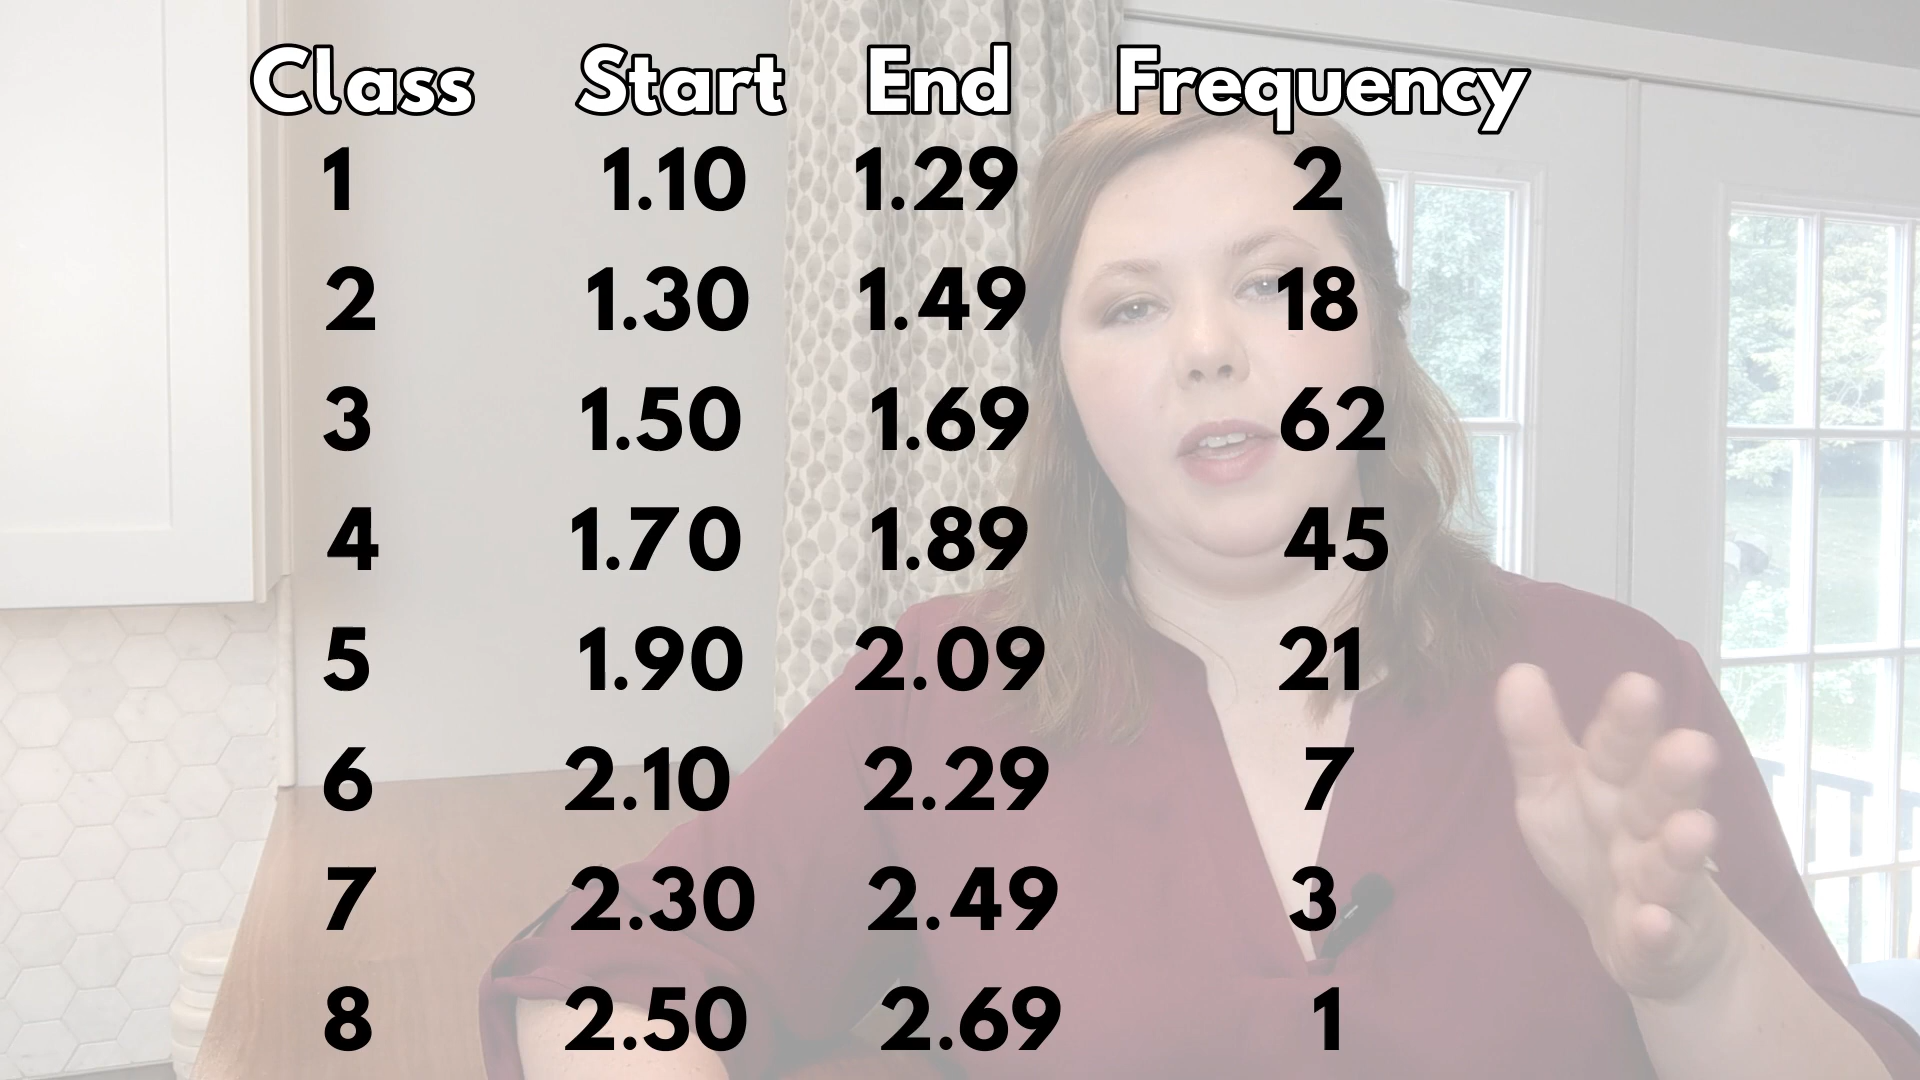 Class Start End Frequency
1 1.10 1.29 2
2 1.30 1.49 18
3 1.50 1.69 62
4 1.70 1.89 45
5 1.90 2.09 21
6 2.10 2.29 7
7 2.30 2.49 3
8 2.50 2.69 1